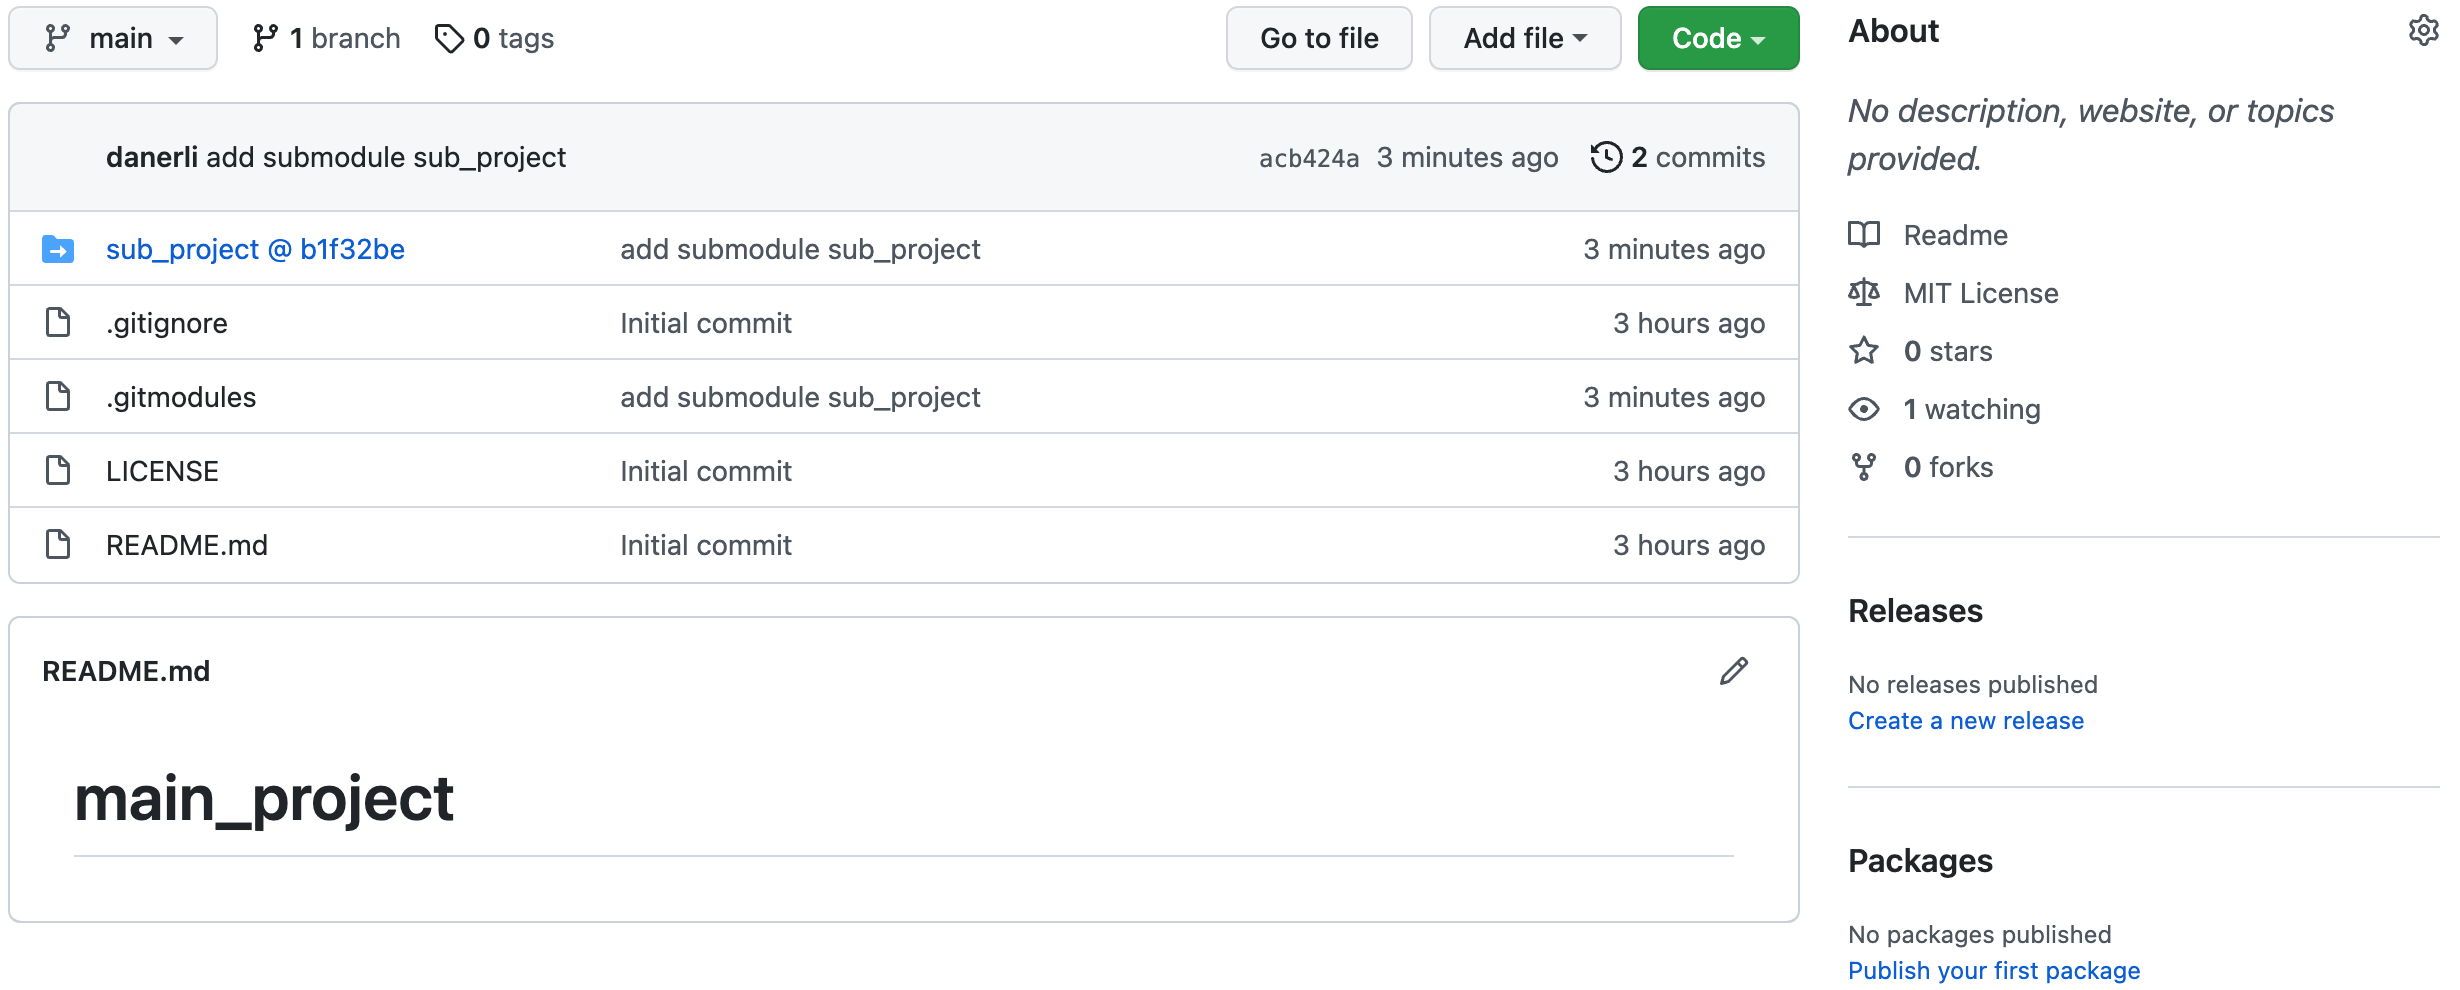 main 1 branch 0 tags Go to file Add file Code
danerli add submodule sub_project acb424a 3 minutes ago 2 commits
sub_project @ b1f32be add submodule sub_project 3 minutes ago
.gitignore Initial commit 3 hours ago
.gitmodules add submodule sub_project 3 minutes ago
LICENSE Initial commit 3 hours ago
README.md Initial commit 3 hours ago
README.md
main_project
About
No description, website, or topics
provided.
Readme
MIT License
0 stars
1 watching
0 forks
Releases
No releases published
Create a new release
Packages
No packages published
Publish your first package